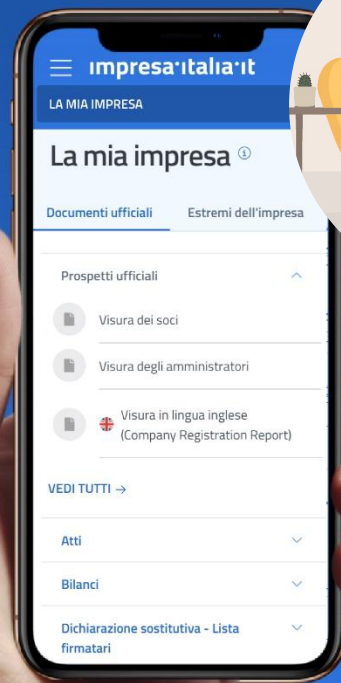 impresa italia it
LA MIA IMPRESA
La mia impresa
Documenti ufficiali Estremi dell'impresa
Prospetti ufficiali
Visura dei soci
Visura degli amministratori
Visura in lingua inglese
(Company Registration Report)
VEDI TUTTI →
Atti
Bilanci
Dichiarazione sostitutiva - Lista
firmatari